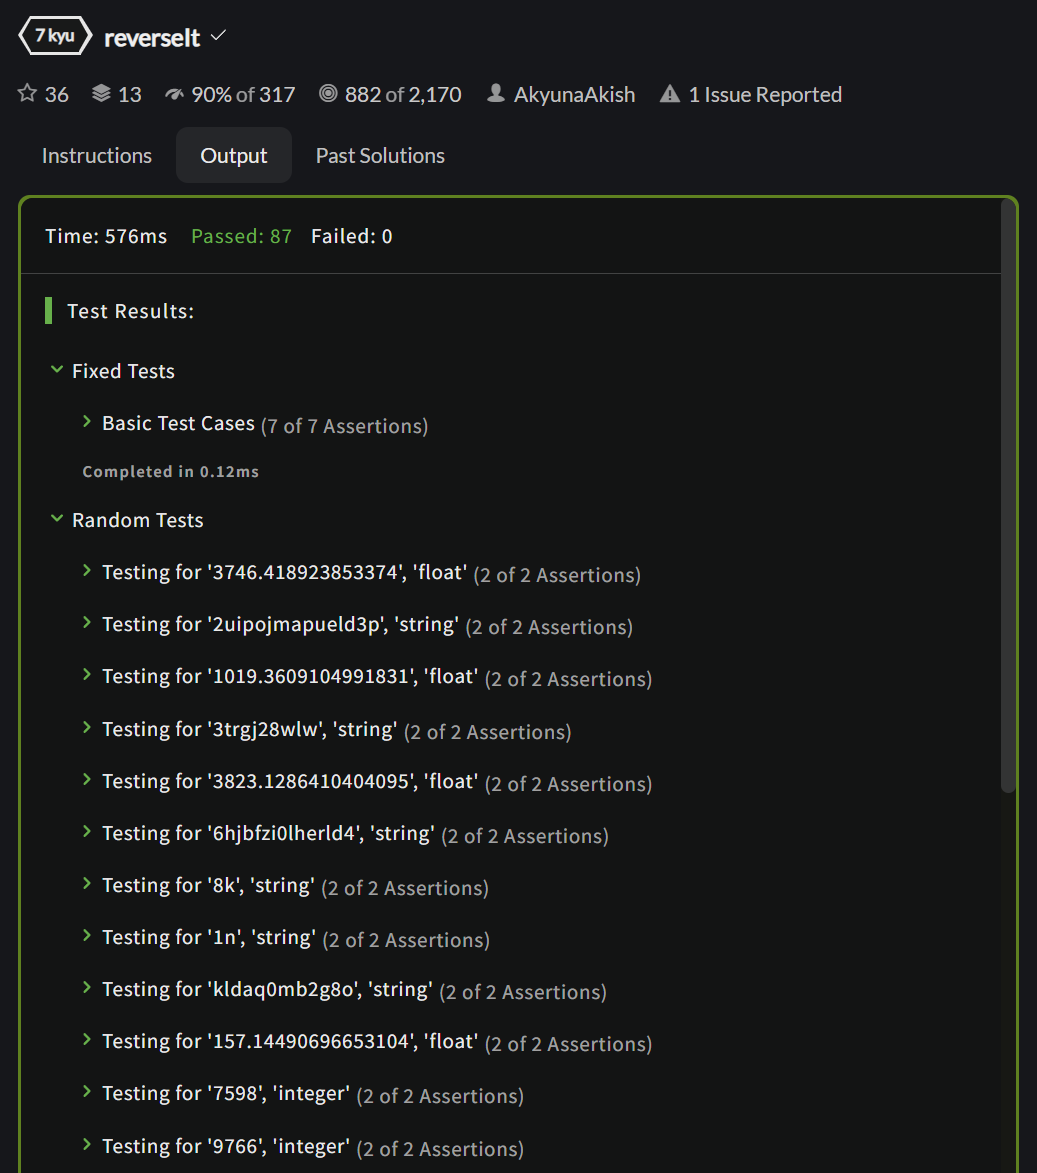 7 kyu reverseIt
36 13 90% of 317 882 of 2,170 AkyunaAkish 1 Issue Reported
Instructions Output Past Solutions
Time: 576ms Passed: 87 Failed: 0
Test Results:
Fixed Tests
Basic Test Cases (7 of 7 Assertions)
Completed in 0.12ms
Random Tests
Testing for '3746.418923853374', 'float' (2 of 2 Assertions)
Testing for '2uipojmapueld3p', 'string' (2 of 2 Assertions)
Testing for '1019.3609104991831', 'float' (2 of 2 Assertions)
Testing for '3trgj28wlw', 'string' (2 of 2 Assertions)
Testing for '3823.1286410404095', 'float' (2 of 2 Assertions)
Testing for '6hjbfzi0lherld4', 'string' (2 of 2 Assertions)
Testing for '8k', 'string' (2 of 2 Assertions)
Testing for '1n', 'string' (2 of 2 Assertions)
Testing for 'kldaq0mb2g8o', 'string' (2 of 2 Assertions)
Testing for '157.14490696653104', 'float' (2 of 2 Assertions)
Testing for '7598', 'integer' (2 of 2 Assertions)
Testing for '9766', 'integer' (2 of 2 Assertions)